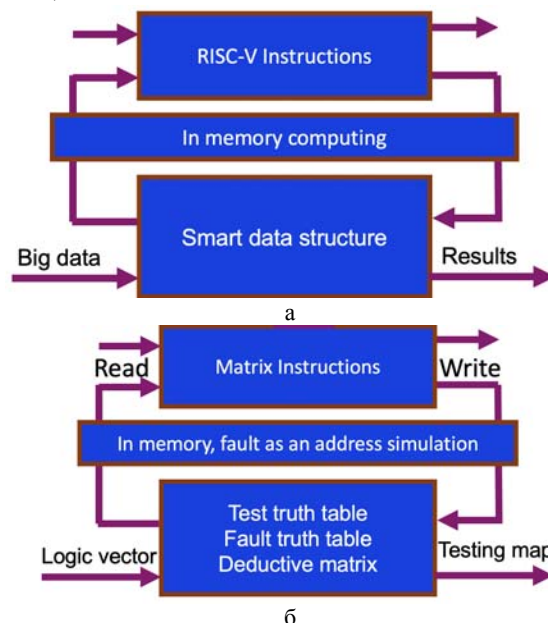 RISC-V Instructions
In memory computing
Smart data structure
Big data
Results
а
Read
Matrix Instructions
Write
In memory, fault as an address simulation
Test truth table
Fault truth table
Deductive matrix
Logic vector
Testing map
б